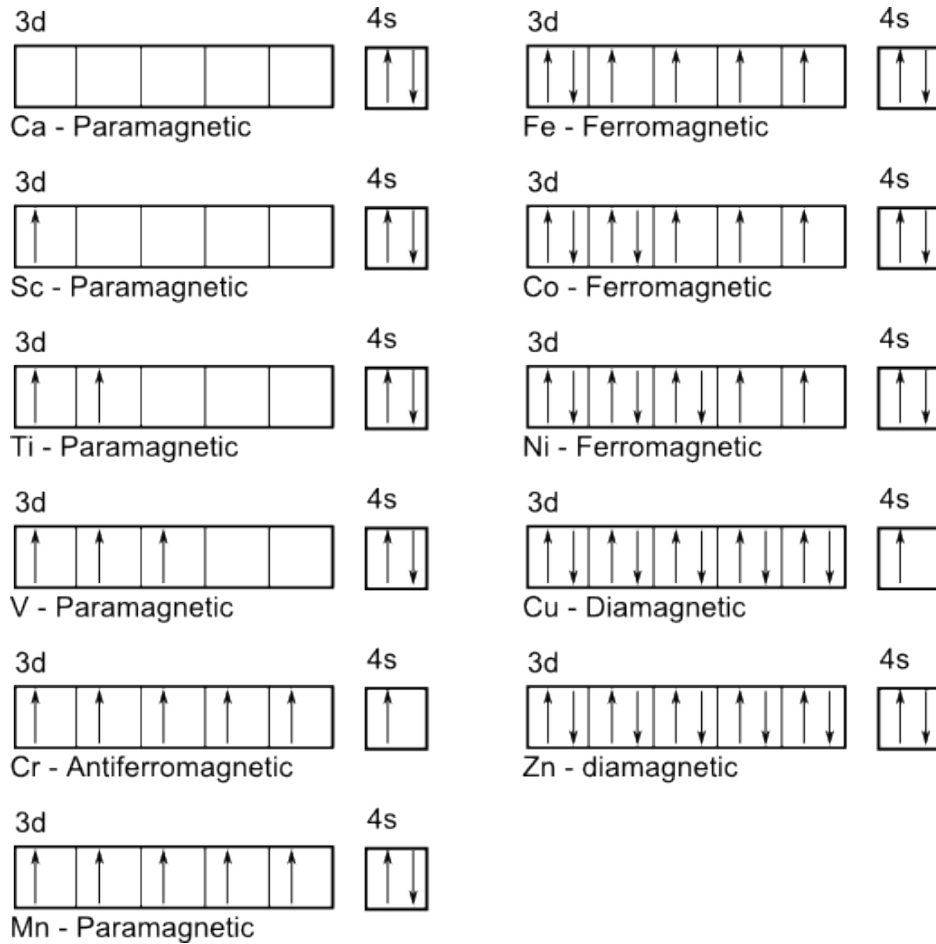 3d 4s
Ca - Paramagnetic
3d 4s
Sc - Paramagnetic
3d 4s
Ti - Paramagnetic
3d 4s
V - Paramagnetic
3d 4s
Cr - Antiferromagnetic
3d 4s
Mn - Paramagnetic
3d 4s
Fe - Ferromagnetic
3d 4s
Co - Ferromagnetic
3d 4s
Ni - Ferromagnetic
3d 4s
Cu - Diamagnetic
3d 4s
Zn - diamagnetic